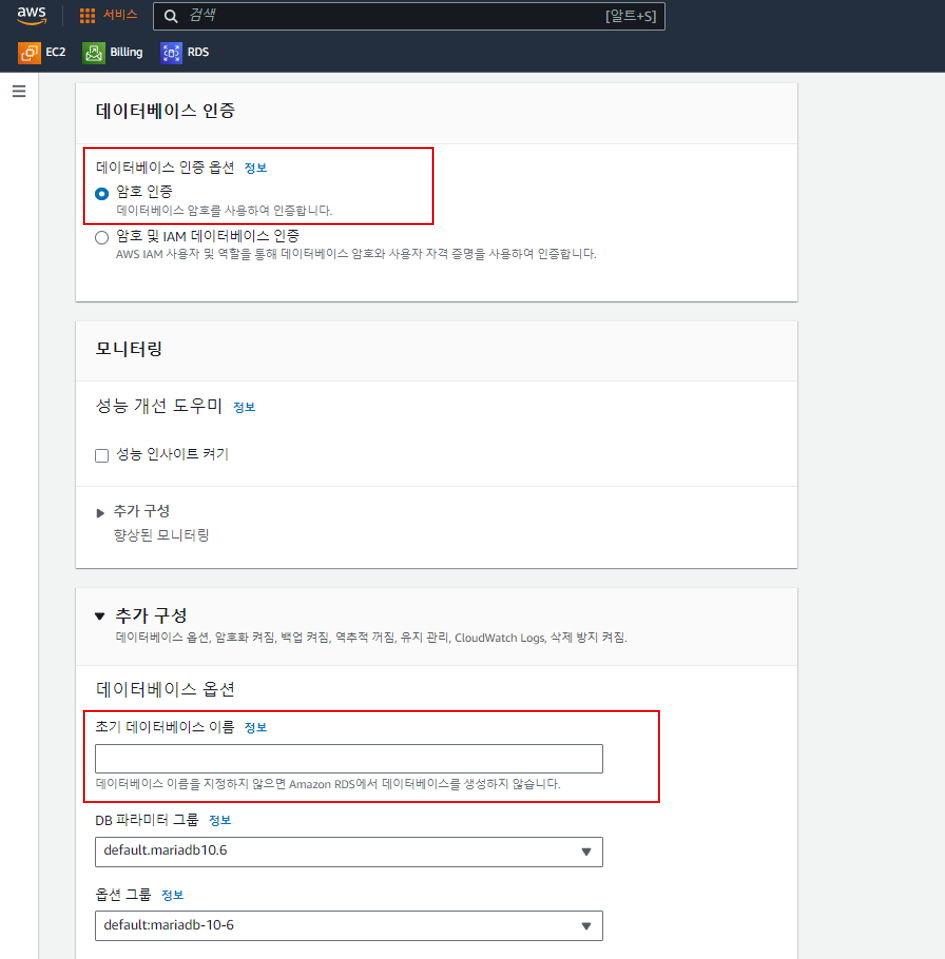 aws
서비스
검색
[알트+S]
EC2
Billing
RDS
데이터베이스 인증
데이터베이스 인증 옵션 정보
암호 인증
데이터베이스 암호를 사용하여 인증합니다.
암호 및 IAM 데이터베이스 인증
AWS IAM 사용자 및 역할을 통해 데이터베이스 암호와 사용자 자격 증명을 사용하여 인증합니다.
모니터링
성능 개선 도우미 정보
성능 인사이트 켜기
추가 구성
향상된 모니터링
추가 구성
데이터베이스 옵션, 암호화 켜짐, 백업 켜짐, 역추적 꺼짐, 유지 관리, CloudWatch Logs, 삭제 방지 켜짐.
데이터베이스 옵션
초기 데이터베이스 이름 정보
데이터베이스 이름을 지정하지 않으면 Amazon RDS에서 데이터베이스를 생성하지 않습니다.
DB 파라미터 그룹 정보
default.mariadb10.6
옵션 그룹 정보
default:mariadb-10-6